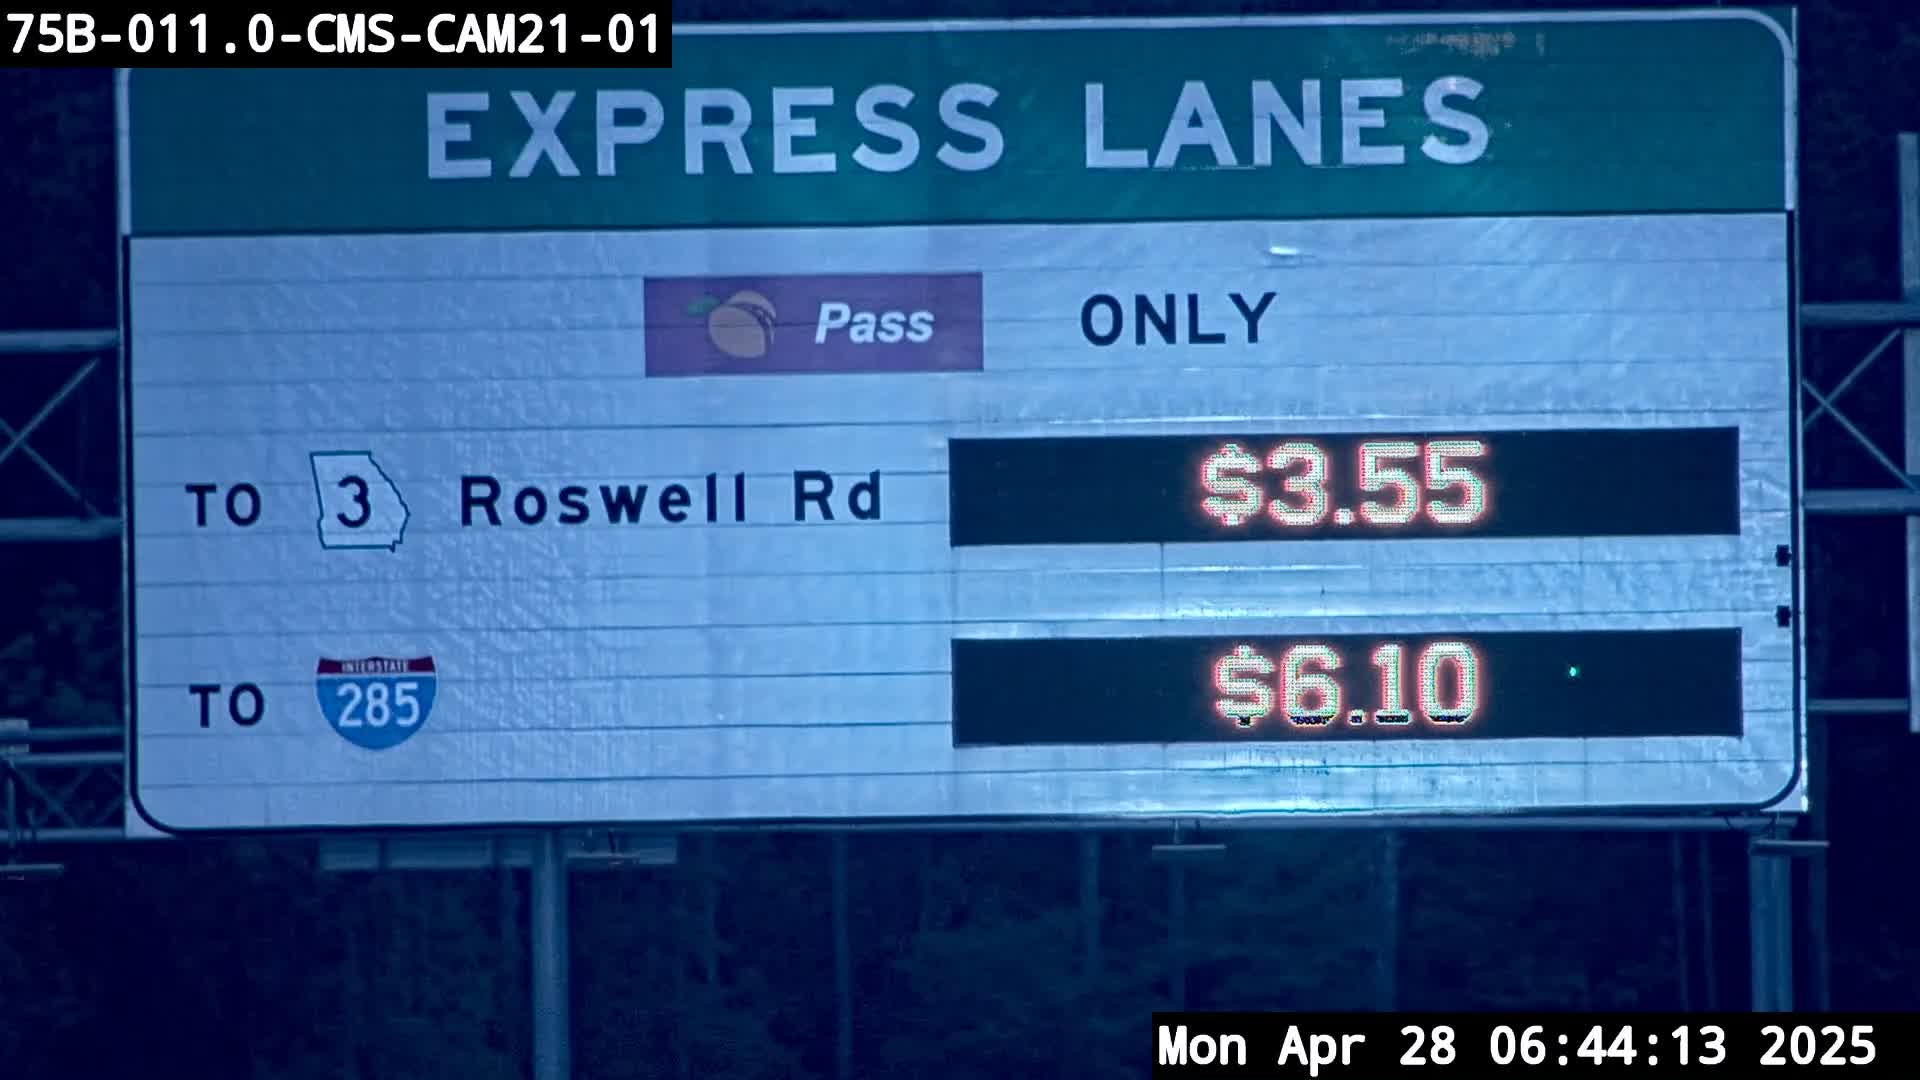 75B-011.0-CMS-CAM21-01
EXPRESS LANES
Pass ONLY
TO 3 Roswell Rd $3.55
INTERSTATE
TO 285 $6.10
Mon Apr 28 06:44:13 2025